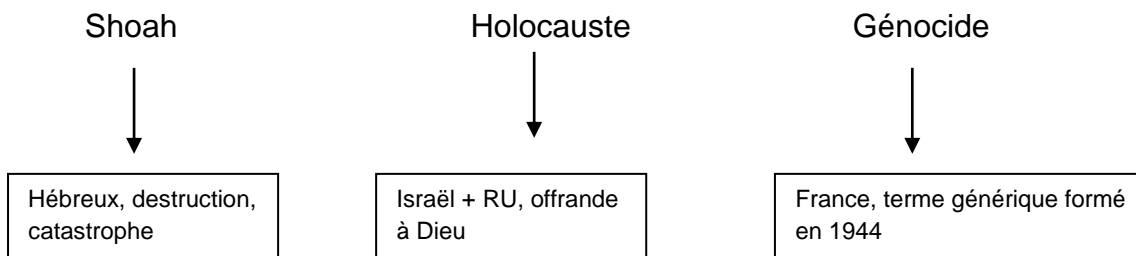 Shoah
Holocauste
Génocide
Hébreux, destruction,
catastrophe
Israël + RU, offrande
à Dieu
France, terme générique formé
en 1944